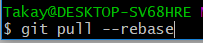 Takay@DESKTOP-SV68HRE
$ git pull --rebase